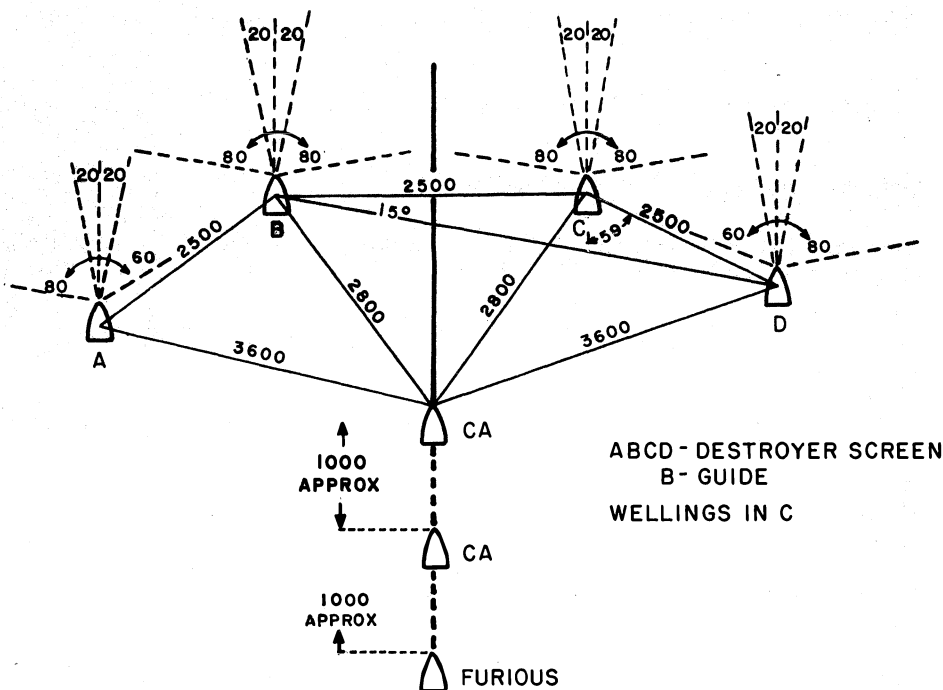 20 20
20 20
20 20
20 20
80 80
80 80
2500
B
15°
C
59
2500
60 80
D
2500
80 60
A
2800
2800
3600
3600
CA
1000
APPROX
CA
1000
APPROX
FURIOUS
ABCD - DESTROYER SCREEN
B - GUIDE
WELLINGS IN C